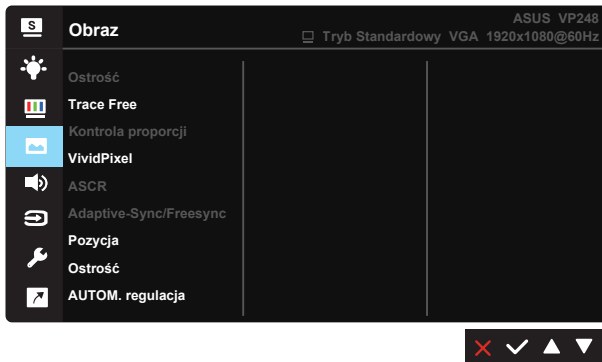 S
Obraz
ASUS VP248
Tryb Standardowy VGA 1920x1080@60Hz
Ostrość
Trace Free
Kontrola proporcji
VividPixel
ASCR
Adaptive-Sync/Freesync
Pozycja
Ostrość
AUTOM. regulacja